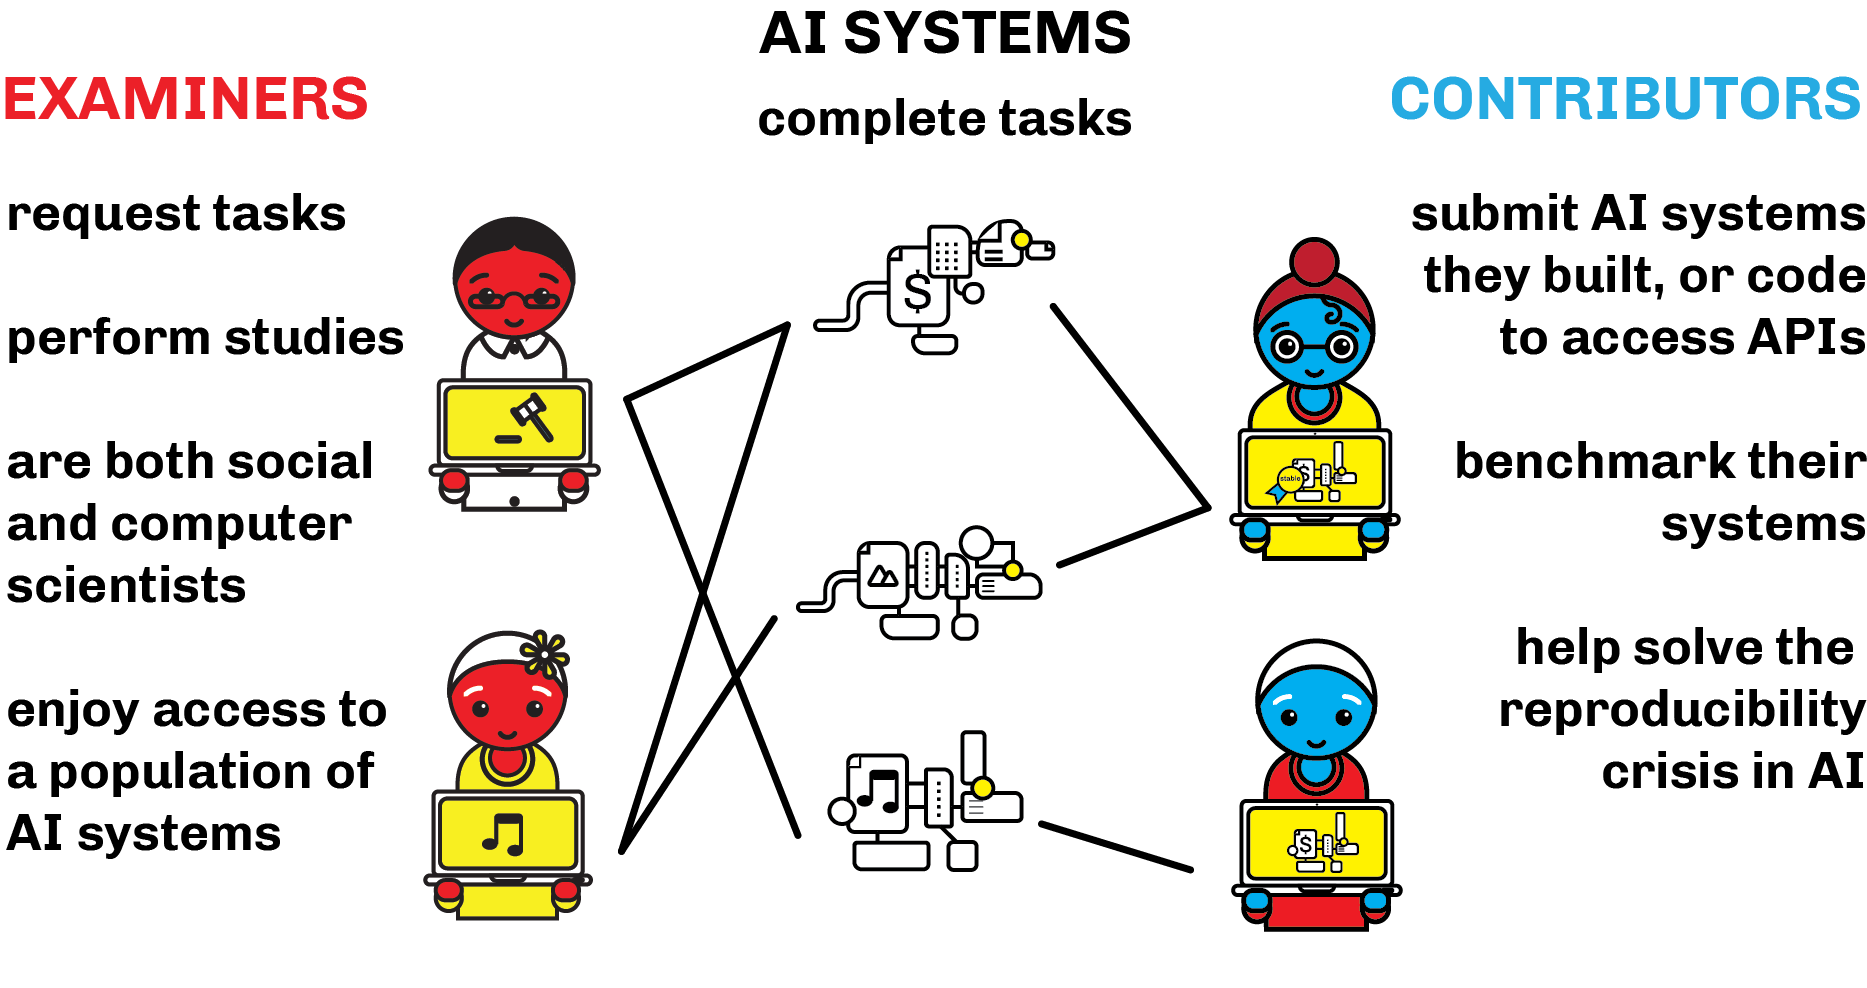 AI SYSTEMS
complete tasks
EXAMINERS
request tasks
perform studies
are both social
and computer
scientists
enjoy access to
a population of
AI systems
$
CONTRIBUTORS
submit AI systems
they built, or code
to access APIs
benchmark their
systems
help solve the
reproducibility
crisis in AI
stable
$
$